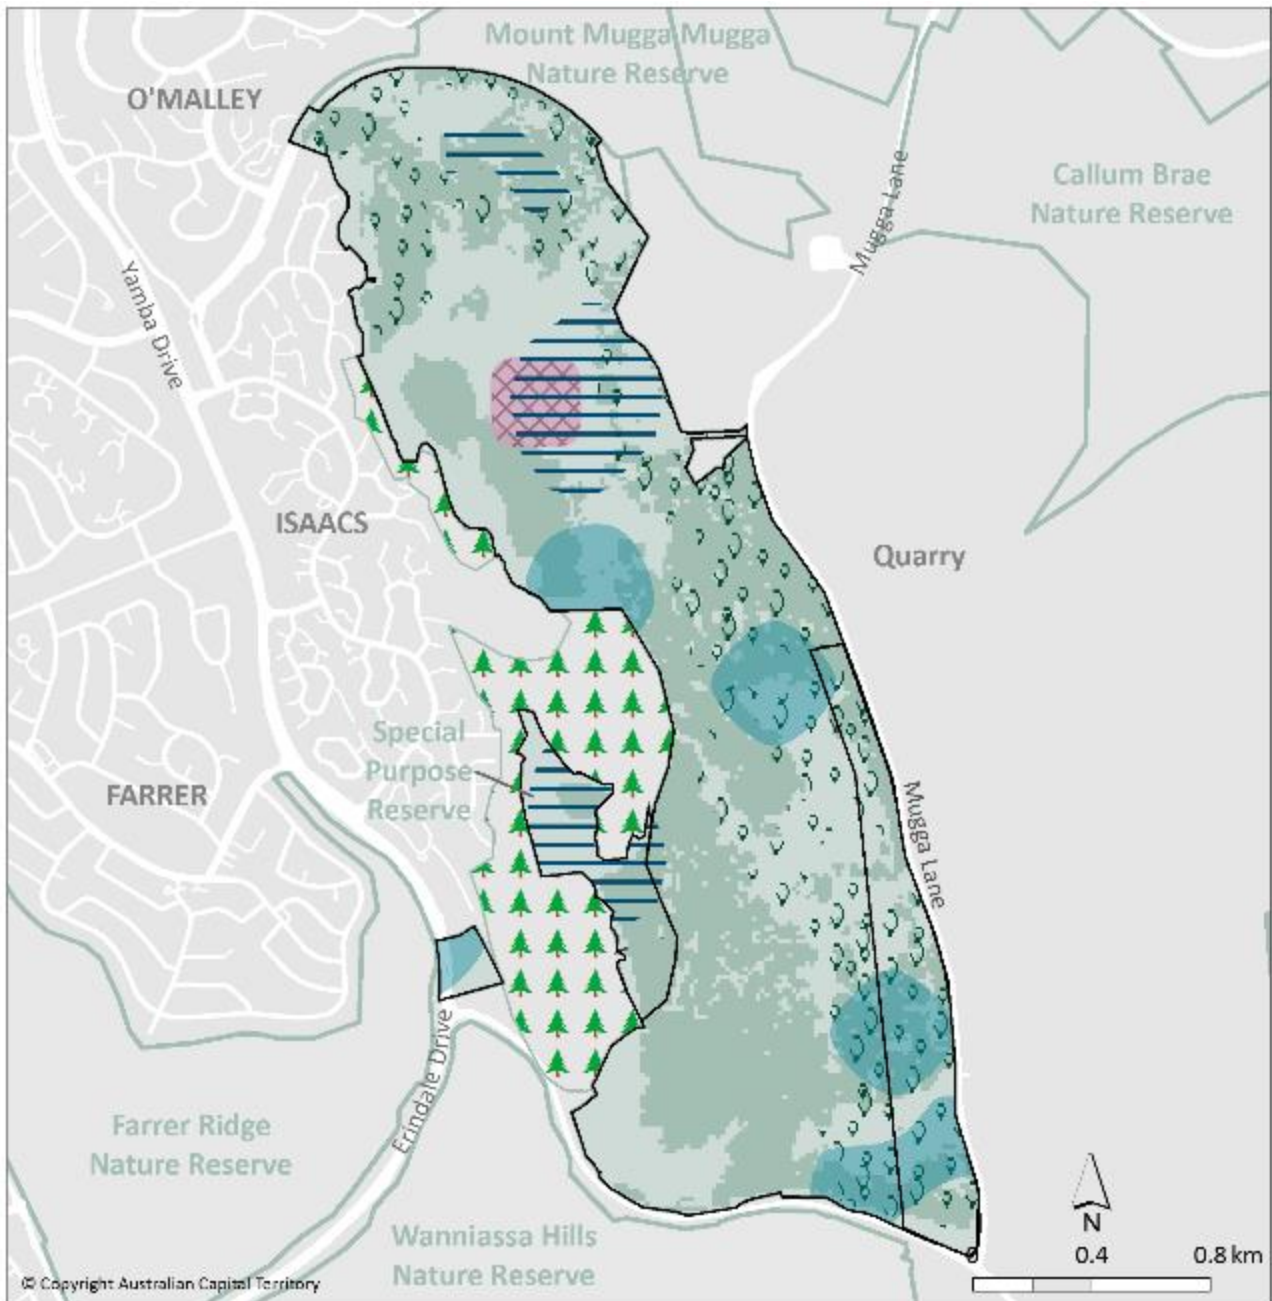 Mount Mugga Mugga
Nature Reserve
O'MALLEY
Callum Brae
Nature Reserve
Mugga Lane
Yamba Drive
ISAACS
Quarry
Special
Purpose
Reserve
FARRER
Mugga Lane
Erindale Drive
Farrer Ridge
Nature Reserve
Wanniassa Hills
Nature Reserve
N
0 0.4 0.8 km
© Copyright Australian Capital Territory